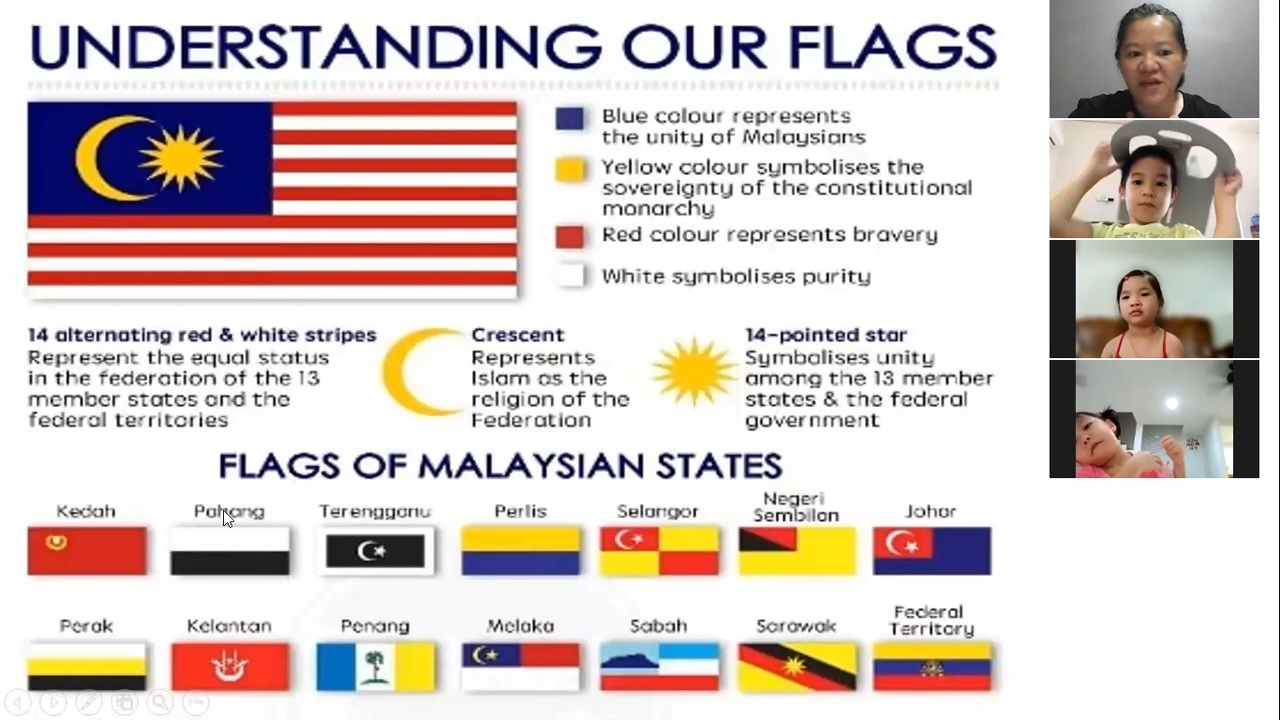 UNDERSTANDING OUR FLAGS
Blue colour represents
the unity of Malaysians
Yellow colour symbolises the
sovereignty of the constitutional
monarchy
Red colour represents bravery
White symbolises purity
14 alternating red & white stripes
Represent the equal status
in the federation of the 13
member states and the
federal territories
Crescent
Represents
Islam as the
religion of the
Federation
14-pointed star
Symbolises unity
among the 13 member
states & the federal
government
FLAGS OF MALAYSIAN STATES
Kedah
Pahang
Terengganu
Perlis
Selangor
Negeri
Sembilan
Johor
Perak
Kelantan
Penang
Melaka
Sabah
Sarawak
Federal
Territory